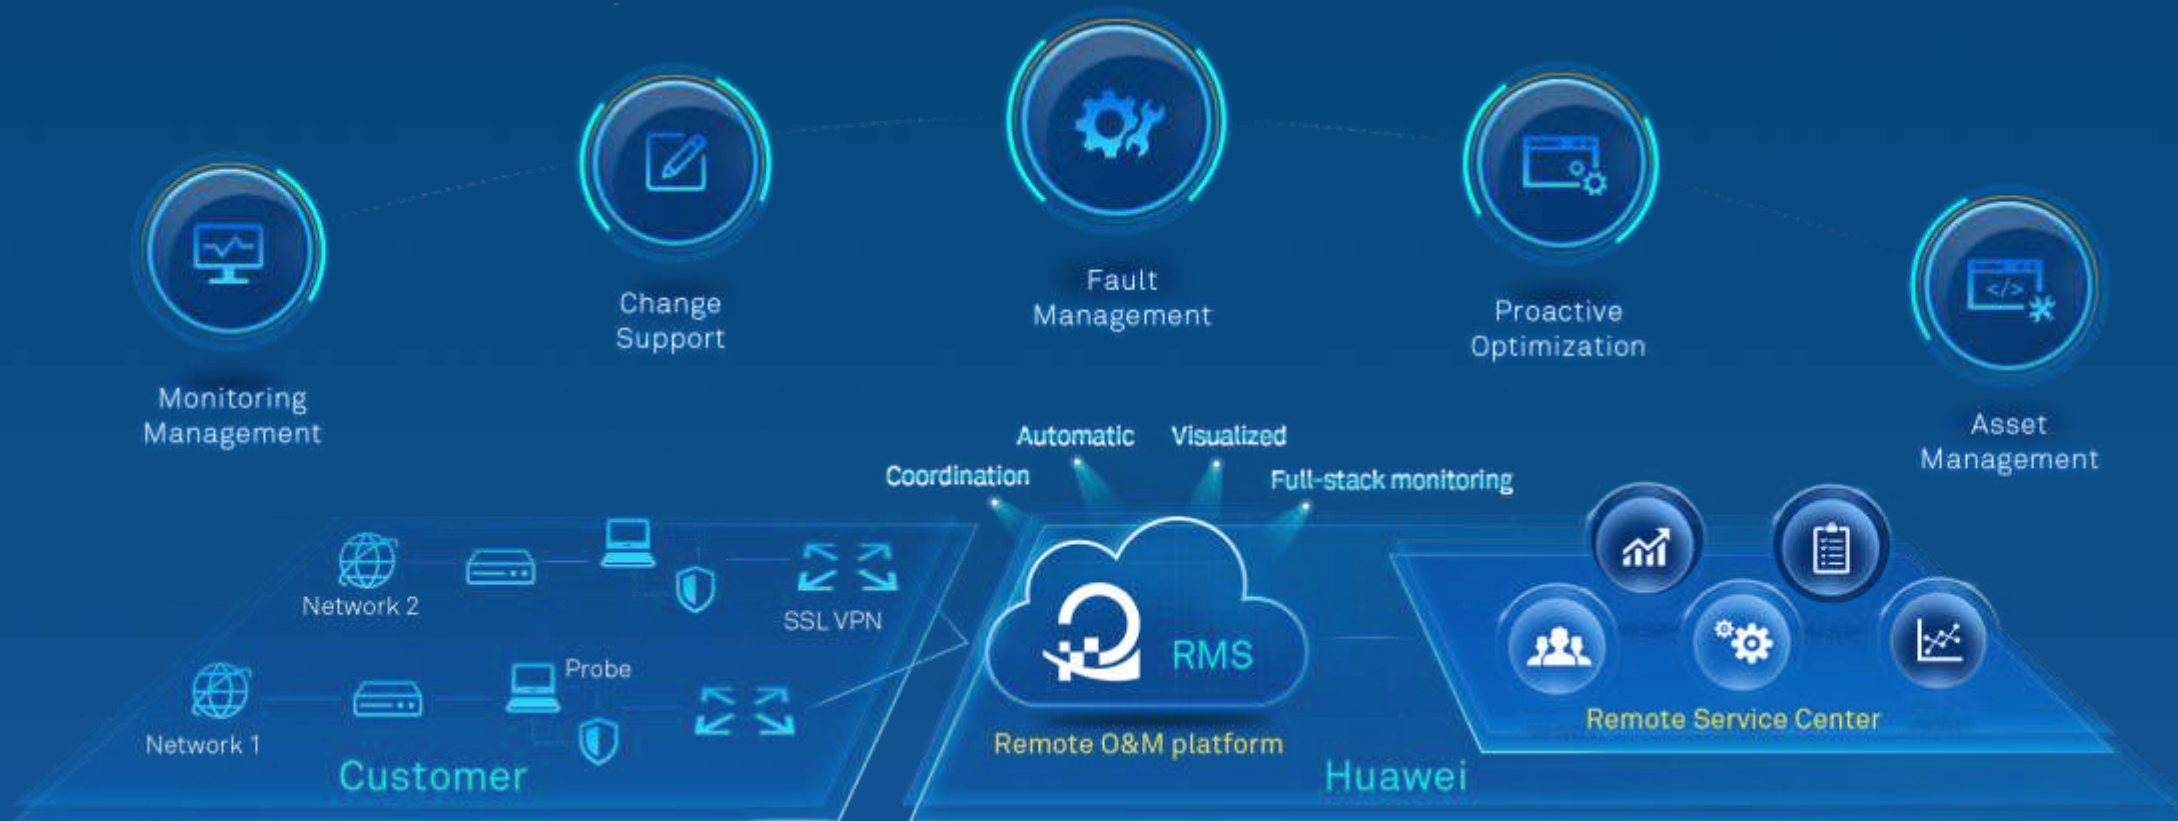 Monitoring
Management
Change
Support
Fault
Management
Proactive
Optimization
Asset
Management
Coordination
Automatic
Visualized
Full-stack monitoring
Network 2
SSL VPN
Network 1
Probe
Customer
RMS
Remote O&M platform
Huawei
Remote Service Center